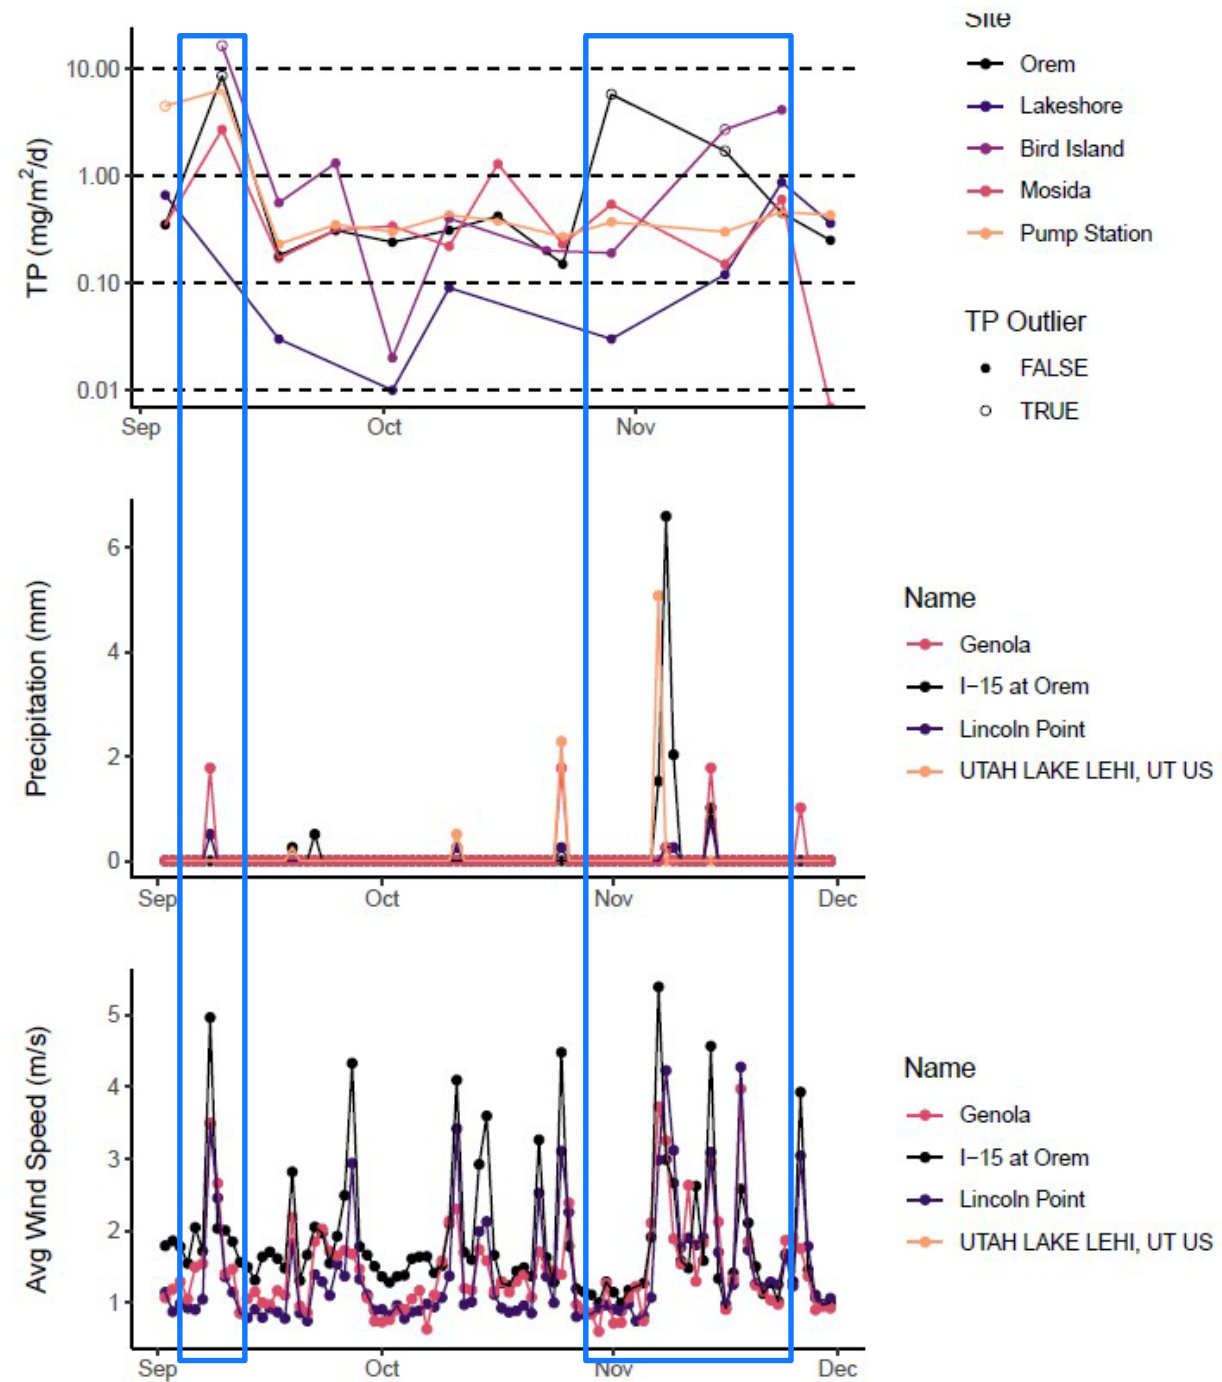 Site
Orem
Lakeshore
Bird Island
Mosida
Pump Station
TP Outlier
FALSE
TRUE
TP (mg/m²/d)
10.00
1.00
0.10
0.01
Sep Oct Nov
Precipitation (mm)
6
4
2
0
Sep Oct Nov Dec
Name
Genola
I−15 at Orem
Lincoln Point
UTAH LAKE LEHI, UT US
Avg Wind Speed (m/s)
5
4
3
2
1
Sep Oct Nov Dec
Name
Genola
I−15 at Orem
Lincoln Point
UTAH LAKE LEHI, UT US